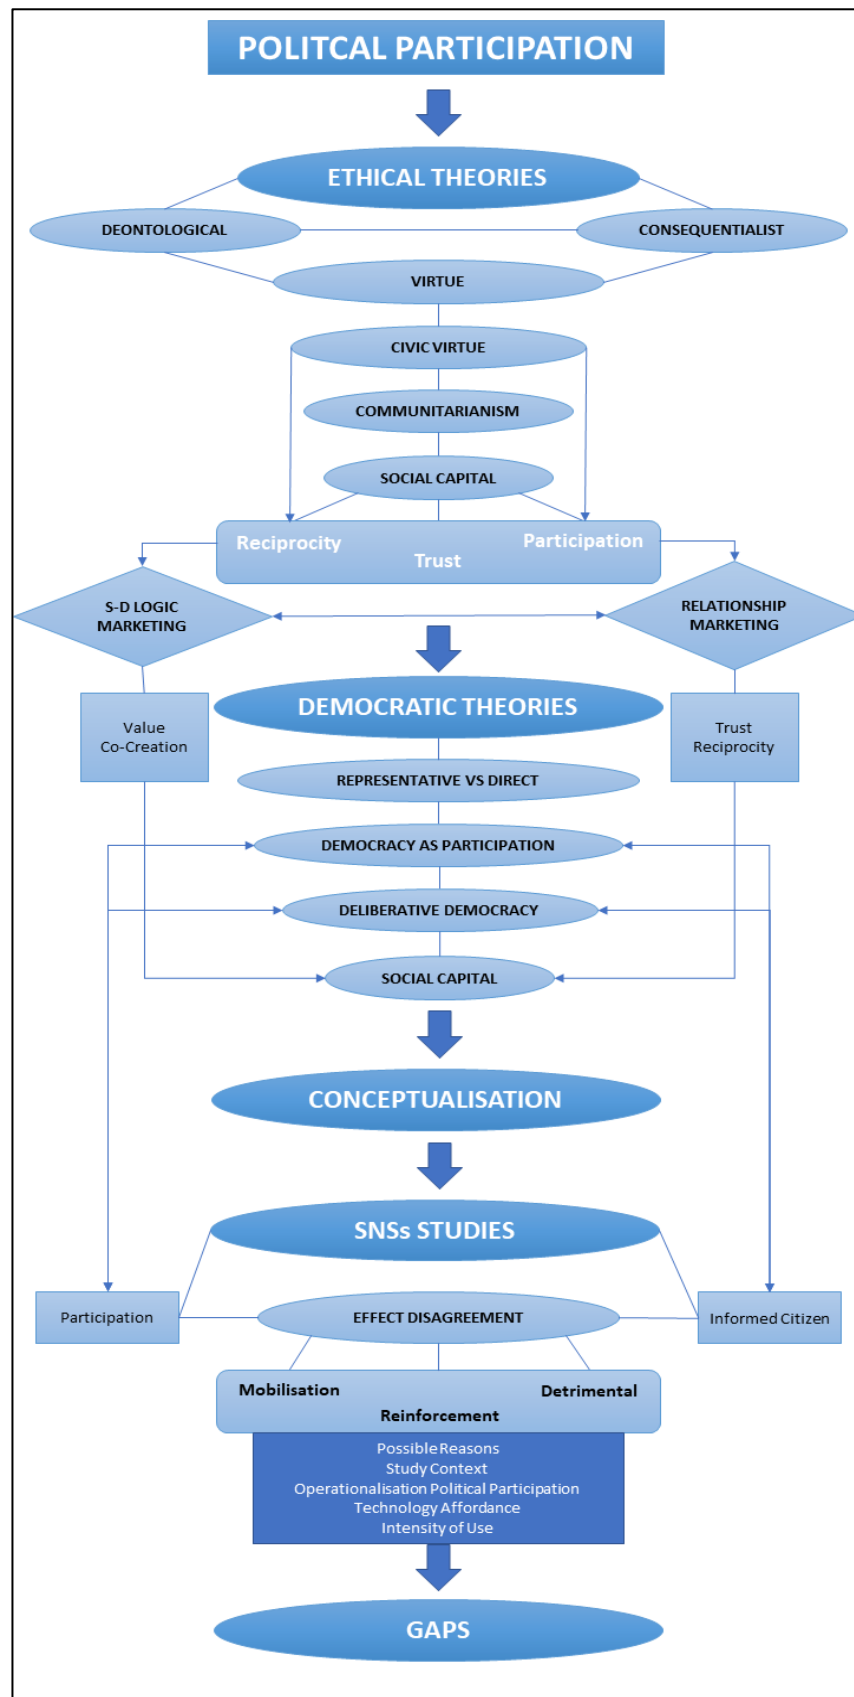 POLITCAL PARTICIPATION
ETHICAL THEORIES
DEONTOLOGICAL
CONSEQUENTIALIST
VIRTUE
CIVIC VIRTUE
COMMUNITARIANISM
SOCIAL CAPITAL
Reciprocity
Participation
Trust
S-D LOGIC
MARKETING
RELATIONSHIP
MARKETING
DEMOCRATIC THEORIES
Value
Co-Creation
Trust
Reciprocity
REPRESENTATIVE VS DIRECT
DEMOCRACY AS PARTICIPATION
DELIBERATIVE DEMOCRACY
SOCIAL CAPITAL
CONCEPTUALISATION
SNSs STUDIES
Participation
EFFECT DISAGREEMENT
Informed Citizen
Mobilisation
Detrimental
Reinforcement
Possible Reasons
Study Context
Operationalisation Political Participation
Technology Affordance
Intensity of Use
GAPS